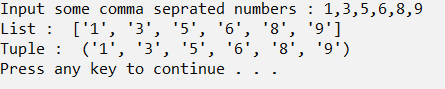 Input some comma seprated numbers : 1,3,5,6,8,9
List :  ['1', '3', '5', '6', '8', '9']
Tuple :  ('1', '3', '5', '6', '8', '9')
Press any key to continue . . .